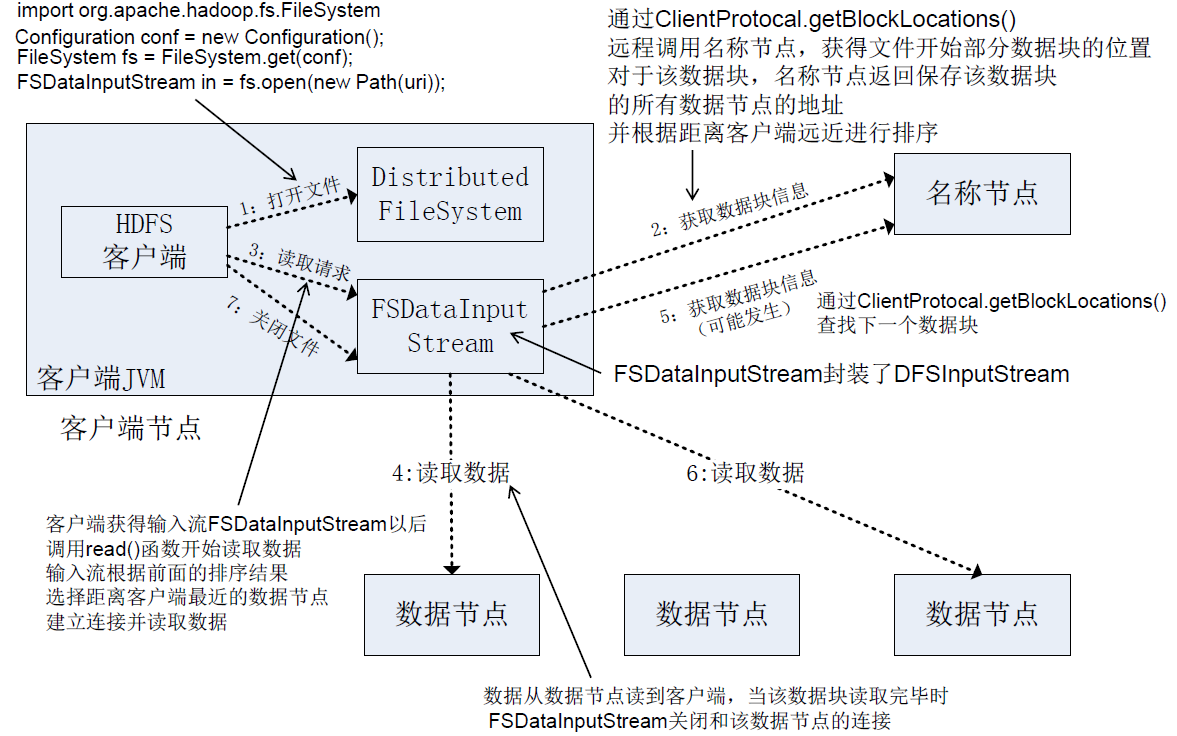 import org.apache.hadoop.fs.FileSystem
Configuration conf = new Configuration();
FileSystem fs = FileSystem.get(conf);
FSDataInputStream in = fs.open(new Path(uri));
通过ClientProtocal.getBlockLocations()
远程调用名称节点，获得文件开始部分数据块的位置
对于该数据块，名称节点返回保存该数据块
的所有数据节点的地址
并根据距离客户端远近进行排序
HDFS
客户端
1: 打开文件
Distributed
FileSystem
3: 读取请求
7: 关闭文件
FSDataInput
Stream
2: 获取数据块信息
名称节点
5: 获取数据块信息
（可能发生）
通过ClientProtocal.getBlockLocations()
查找下一个数据块
FSDataInputStream封装了DFSInputStream
客户端JVM
客户端节点
4:读取数据
6:读取数据
客户端获得输入流FSDataInputStream以后
调用read()函数开始读取数据
输入流根据前面的排序结果
选择距离客户端最近的数据节点
建立连接并读取数据
数据节点
数据节点
数据节点
数据从数据节点读到客户端，当该数据块读取完毕时
FSDataInputStream关闭和该数据节点的连接